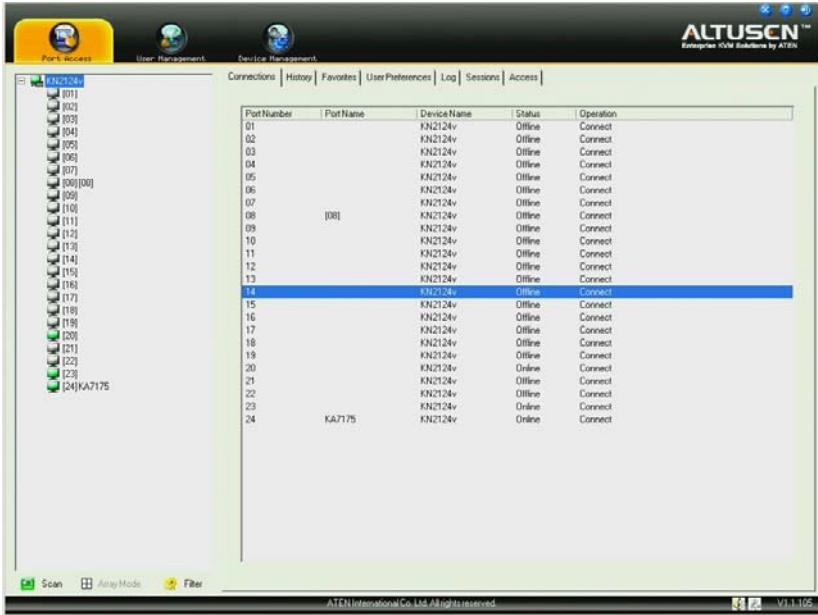 ALTUSEN™
Enterprise KVM Solutions by ATEN
Port Access User Management Device Management
KN2124v
[01]
[02]
[03]
[04]
[05]
[06]
[07]
[08][08]
[09]
[10]
[11]
[12]
[13]
[14]
[15]
[16]
[17]
[18]
[19]
[20]
[21]
[22]
[23]
[24]KA7175
Connections History Favorites User Preferences Log Sessions Access
Port Number Port Name Device Name Status Operation
01 KN2124v Offline Connect
02 KN2124v Offline Connect
03 KN2124v Offline Connect
04 KN2124v Offline Connect
05 KN2124v Offline Connect
06 KN2124v Offline Connect
07 KN2124v Offline Connect
08 [08] KN2124v Offline Connect
09 KN2124v Offline Connect
10 KN2124v Offline Connect
11 KN2124v Offline Connect
12 KN2124v Offline Connect
13 KN2124v Offline Connect
14 KN2124v Offline Connect
15 KN2124v Offline Connect
16 KN2124v Offline Connect
17 KN2124v Offline Connect
18 KN2124v Offline Connect
19 KN2124v Offline Connect
20 KN2124v Online Connect
21 KN2124v Offline Connect
22 KN2124v Offline Connect
23 KN2124v Online Connect
24 KA7175 KN2124v Online Connect
Scan Array Mode Filter
ATEN International Co. Ltd. All rights reserved.
V1.1.105